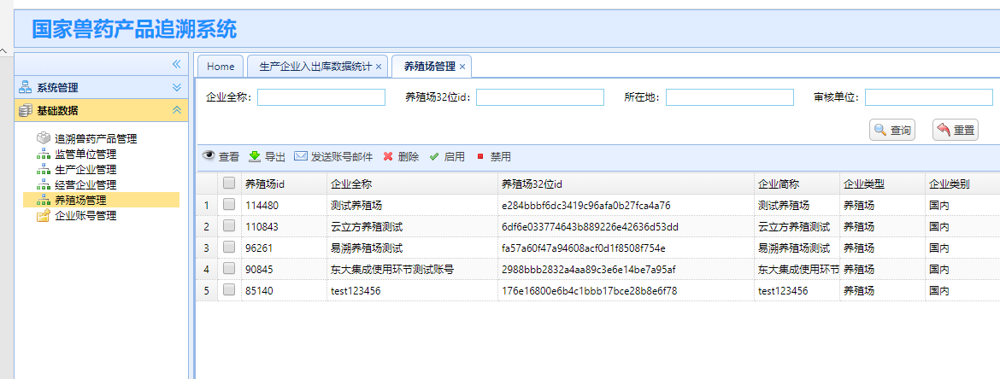 国家兽药产品追溯系统
系统管理
基础数据
追溯兽药产品管理
监管单位管理
生产企业管理
经营企业管理
养殖场管理
企业账号管理
Home 生产企业入出库数据统计 养殖场管理
企业全称: 养殖场32位id: 所在地: 审核单位:
查询 重置
查看 导出 发送账号邮件 删除 启用 禁用
养殖场id 企业全称 养殖场32位id 企业简称 企业类型 企业类别
1 114480 测试养殖场 e284bbbf6dc3419c96afa0b27fca4a76 测试养殖场 养殖场 国内
2 110843 云立方养殖测试 6df6e033774643b889226e42636d53dd 云立方养殖测试 养殖场 国内
3 96261 易溯养殖场测试 fa57a60f47a94608acf0d1f8508f754e 易溯养殖场测试 养殖场 国内
4 90845 东大集成使用环节测试账号 2988bbb2832a4aa89c3e6e14be7a95af 东大集成使用环节 养殖场 国内
5 85140 test123456 176e16800e6b4c1bbb17bce28b8e6f78 test123456 养殖场 国内